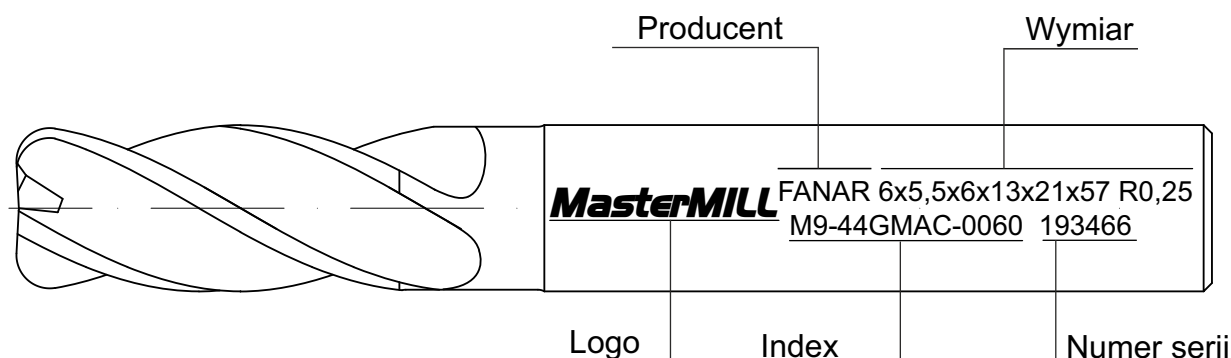 Producent
Wymiar
MasterMILL
FANAR 6x5,5x6x13x21x57 R0,25
M9-44GMAC-0060 193466
Logo
Index
Numer serii